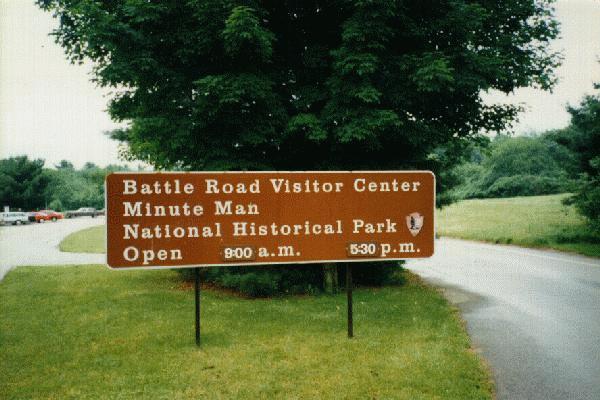 Battle Road Visitor Center
Minute Man
National Historical Park
Open 9:00 a.m. 5:30 p.m.